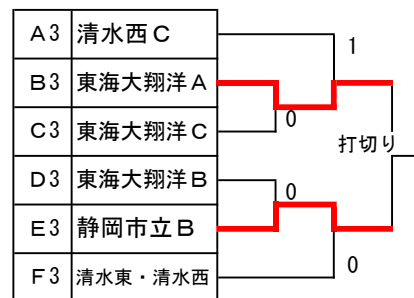 A3 清水西C
1
B3 東海大翔洋A
0
C3 東海大翔洋C
打切り
D3 東海大翔洋B
0
E3 静岡市立B
F3 清水東・清水西
0